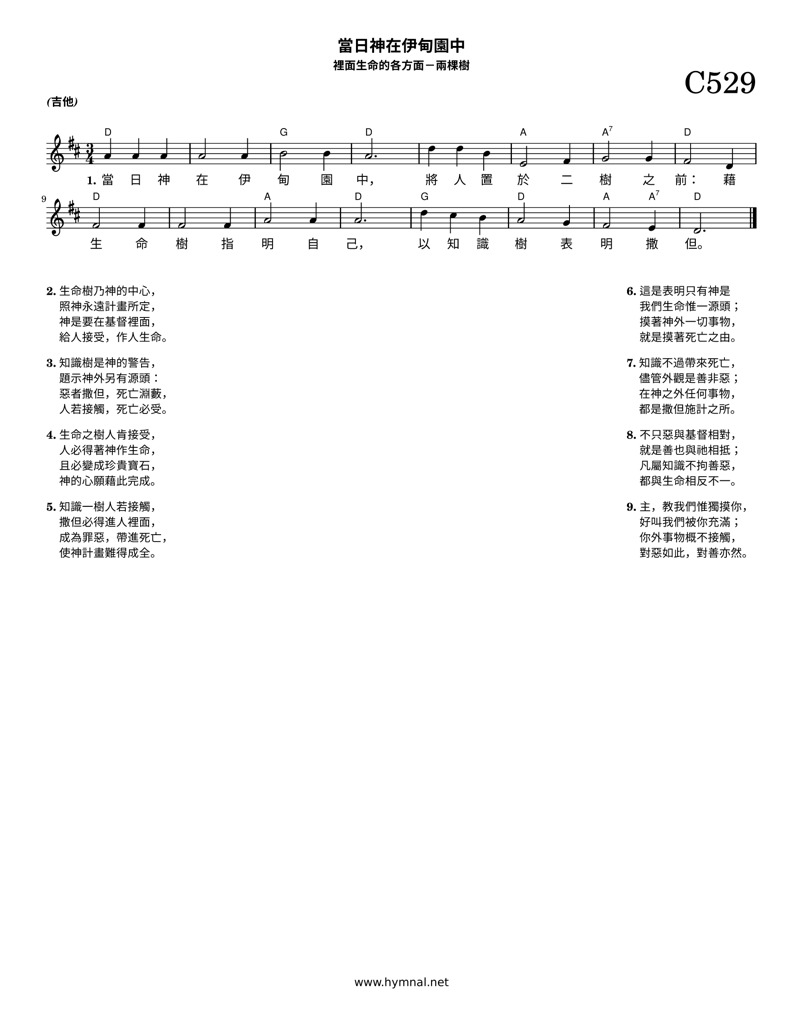 當日神在伊甸園中
裡面生命的各方面－兩棵樹
C529
(吉他)
D G D A A7 D
3 4
1. 當 日 神 在 伊 甸 園 中， 將 人 置 於 二 樹 之 前： 藉
9 D A D G D A A7 D
生 命 樹 指 明 自 己， 以 知 識 樹 表 明 撒 但。
2. 生命樹乃神的中心，
照神永遠計畫所定，
神是要在基督裡面，
給人接受，作人生命。
3. 知識樹是神的警告，
題示神外另有源頭：
惡者撒但，死亡淵藪，
人若接觸，死亡必受。
4. 生命之樹人肯接受，
人必得著神作生命，
且必變成珍貴寶石，
神的心願藉此完成。
5. 知識一樹人若接觸，
撒但必得進人裡面，
成為罪惡，帶進死亡，
使神計畫難得成全。
6. 這是表明只有神是
我們生命惟一源頭；
摸著神外一切事物，
就是摸著死亡之由。
7. 知識不過帶來死亡，
儘管外觀是善非惡；
在神之外任何事物，
都是撒但施計之所。
8. 不只惡與基督相對，
就是善也與祂相抵；
凡屬知識不拘善惡，
都與生命相反不一。
9. 主，教我們惟獨摸你，
好叫我們被你充滿；
你外事物概不接觸，
對惡如此，對善亦然。
www.hymnal.net